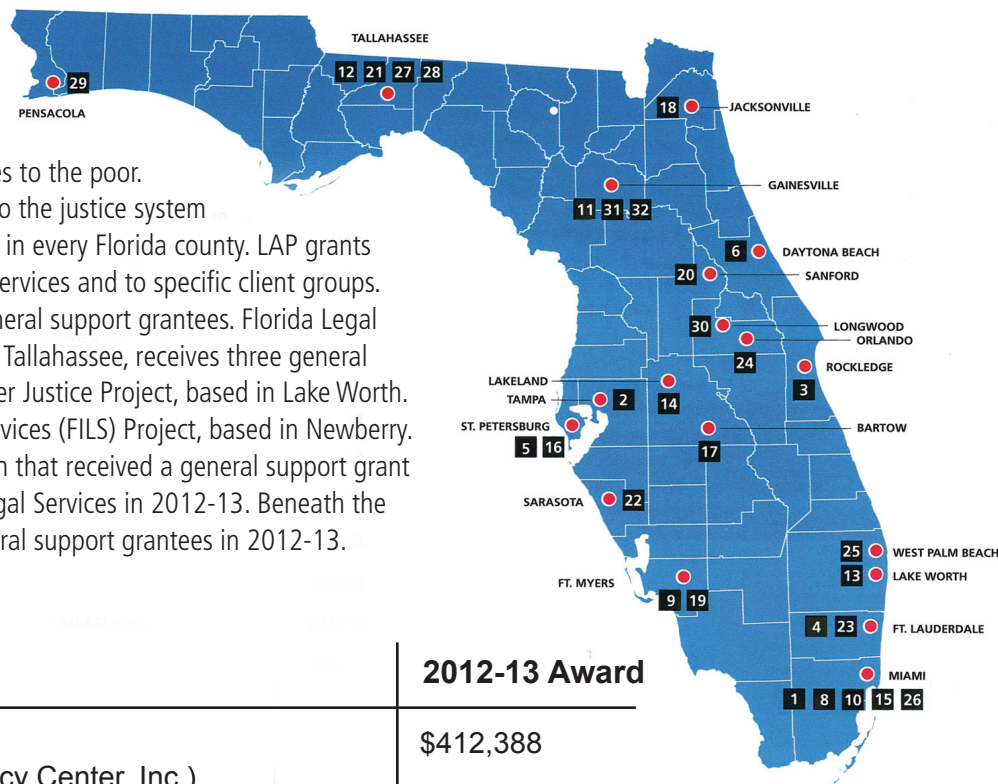 TALLAHASSEE
12 21 27 28
29
PENSACOLA
18 JACKSONVILLE
GAINESVILLE
11 31 32
6 DAYTONA BEACH
20 SANFORD
30 LONGWOOD
ORLANDO
24
ROCKLEDGE
3
LAKELAND
14
TAMPA 2
ST. PETERSBURG
5 16
BARTOW
17
SARASOTA 22
25 WEST PALM BEACH
13 LAKE WORTH
FT. MYERS
9 19
4 23 FT. LAUDERDALE
MIAMI
1 8 10 15 26
es to the poor.
o the justice system
in every Florida county. LAP grants
ervices and to specific client groups.
neral support grantees. Florida Legal
Tallahassee, receives three general
er Justice Project, based in Lake Worth.
vices (FILS) Project, based in Newberry.
n that received a general support grant
gal Services in 2012-13. Beneath the
eral support grantees in 2012-13.
2012-13 Award
$412,388
cy Center, Inc.)